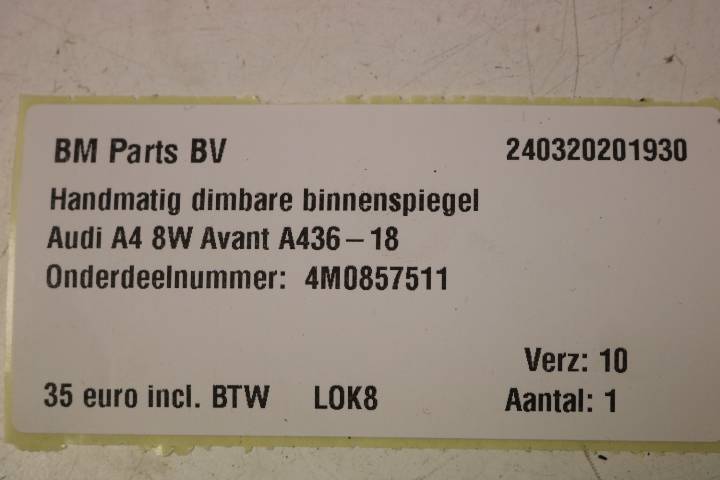 BM Parts BV 240320201930
Handmatig dimbare binnenspiegel
Audi A4 8W Avant A436-18
Onderdeelnummer: 4M0857511
Verz: 10
35 euro incl. BTW LOK8 Aantal: 1